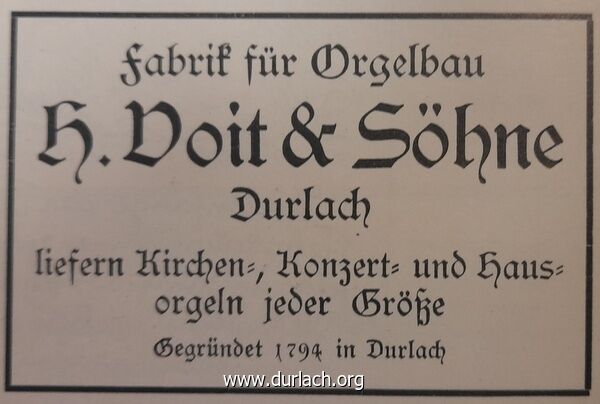 Fabrik für Orgelbau
H. Voit & Söhne
Durlach
liefern Kirchen-, Konzert- und Haus-
orgeln jeder Größe
Gegründet 1794 in Durlach
www.durlach.org